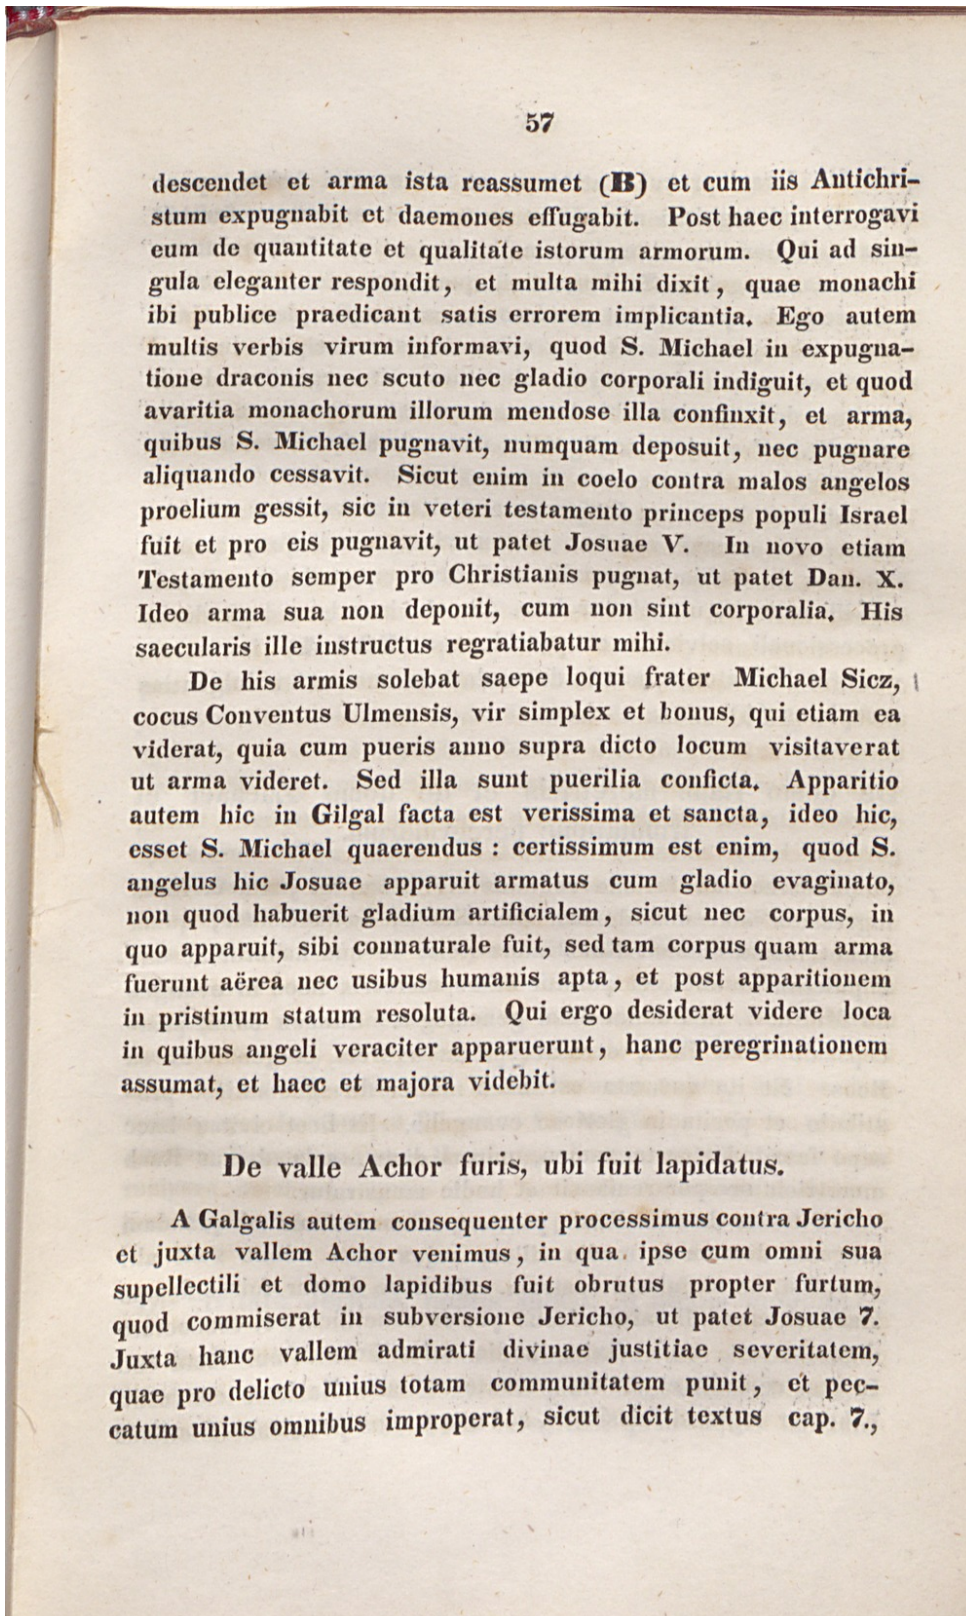 57
descendet et arma ista reassumet (B) et cum iis Antichri-
stum expugnabit et daemones effugabit. Post haec interrogavi
eum de quantitate et qualitate istorum armorum. Qui ad sin-
gula eleganter respondit, et multa mihi dixit, quae monachi
ibi publice praedicant satis errorem implicantia. Ego autem
multis verbis virum informavi, quod S. Michael in expugna-
tione draconis nec scuto nec gladio corporali indiguit, et quod
avaritia monachorum illorum mendose illa confinxit, et arma,
quibus S. Michael pugnavit, numquam deposuit, nec pugnare
aliquando cessavit. Sicut enim in coelo contra malos angelos
proelium gessit, sic in veteri testamento princeps populi Israel
fuit et pro eis pugnavit, ut patet Josuae V. In novo etiam
Testamento semper pro Christianis pugnat, ut patet Dan. X.
Ideo arma sua non deponit, cum non sint corporalia. His
saecularis ille instructus regratiabatur mihi.
De his armis solebat saepe loqui frater Michael Sicz,
cocus Conventus Ulmensis, vir simplex et bonus, qui etiam ea
viderat, quia cum pueris anno supra dicto locum visitaverat
ut arma videret. Sed illa sunt puerilia conficta. Apparitio
autem hic in Gilgal facta est verissima et sancta, ideo hic,
esset S. Michael quaerendus : certissimum est enim, quod S.
angelus hic Josuae apparuit armatus cum gladio evaginato,
non quod habuerit gladium artificialem, sicut nec corpus, in
quo apparuit, sibi connaturale fuit, sed tam corpus quam arma
fuerunt aërea nec usibus humanis apta, et post apparitionem
in pristinum statum resoluta. Qui ergo desiderat videre loca
in quibus angeli veraciter apparuerunt, hanc peregrinationem
assumat, et haec et majora videbit.
De valle Achor furis, ubi fuit lapidatus.
A Galgalis autem consequenter processimus contra Jericho
et juxta vallem Achor venimus, in qua ipse cum omni sua
supellectili et domo lapidibus fuit obrutus propter furtum,
quod commiserat in subversione Jericho, ut patet Josuae 7.
Juxta hanc vallem admirati divinae justitiae severitatem,
quae pro delicto unius totam communitatem punit, et pec-
catum unius omnibus improperat, sicut dicit textus cap. 7.,